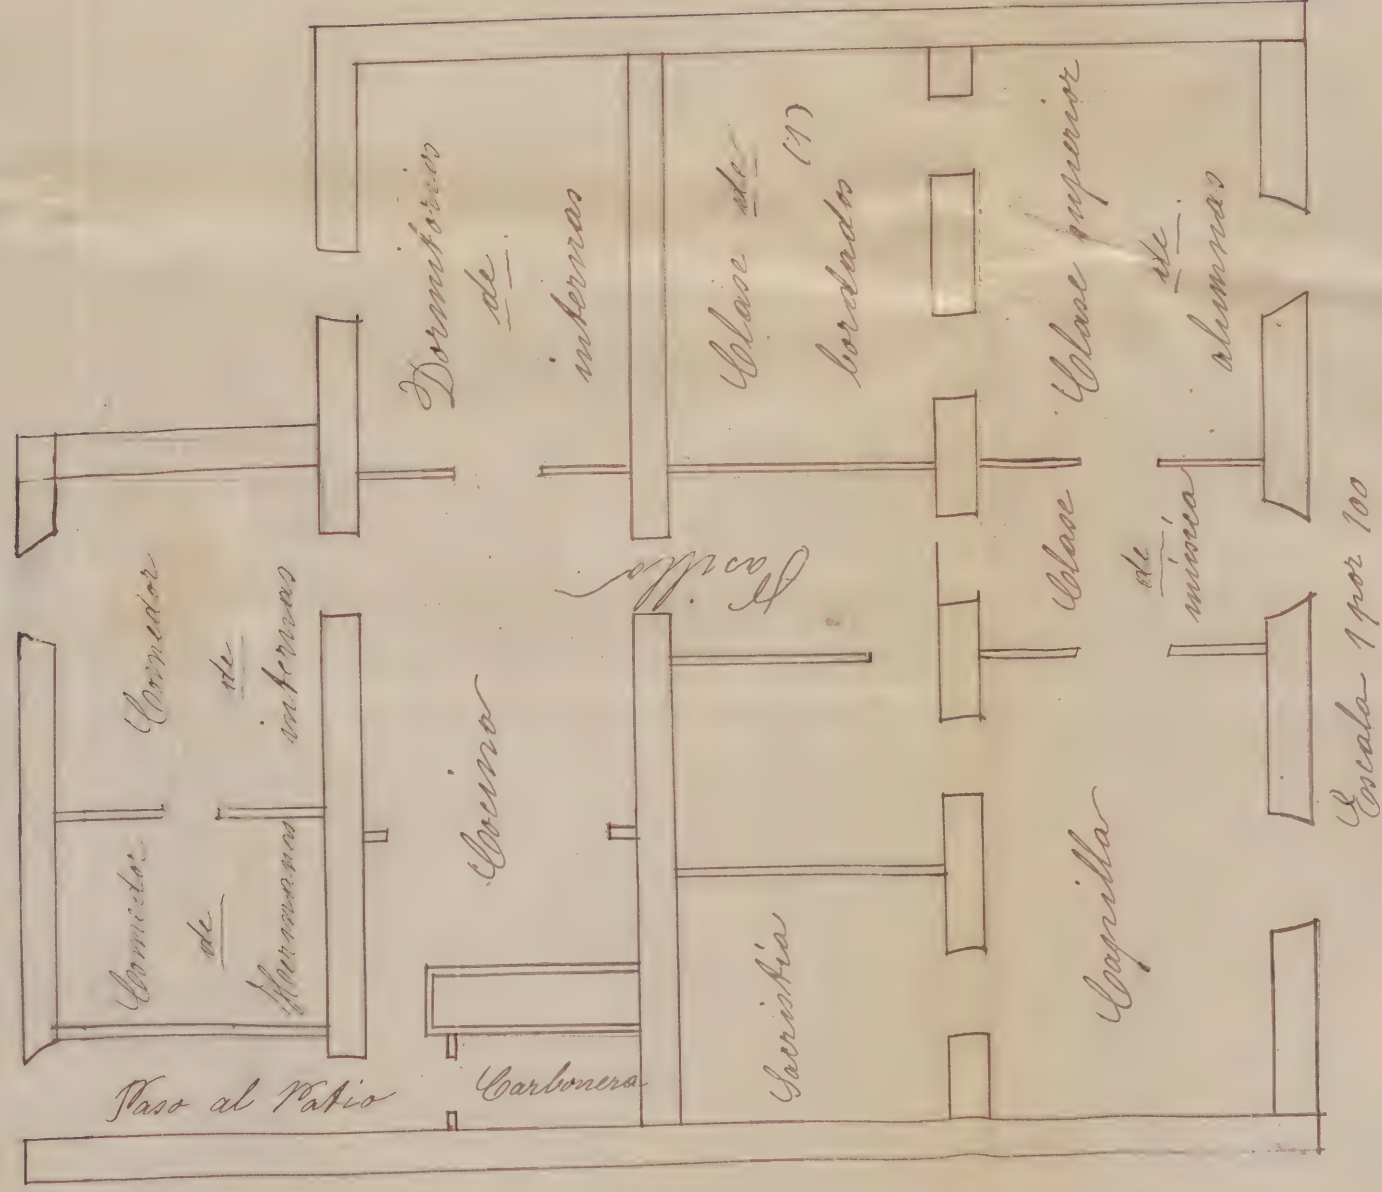 Dormitorios
de
internas
Clase de
bordados (1)
Clase superior
de
alumnas
Comedor
de
internas
Pasillo
Clase
de
música
Comedor
de
Hermanas
Cocina
Sacristía
Capilla
Paso al Patio
Carbonera
Escala 1 por 100